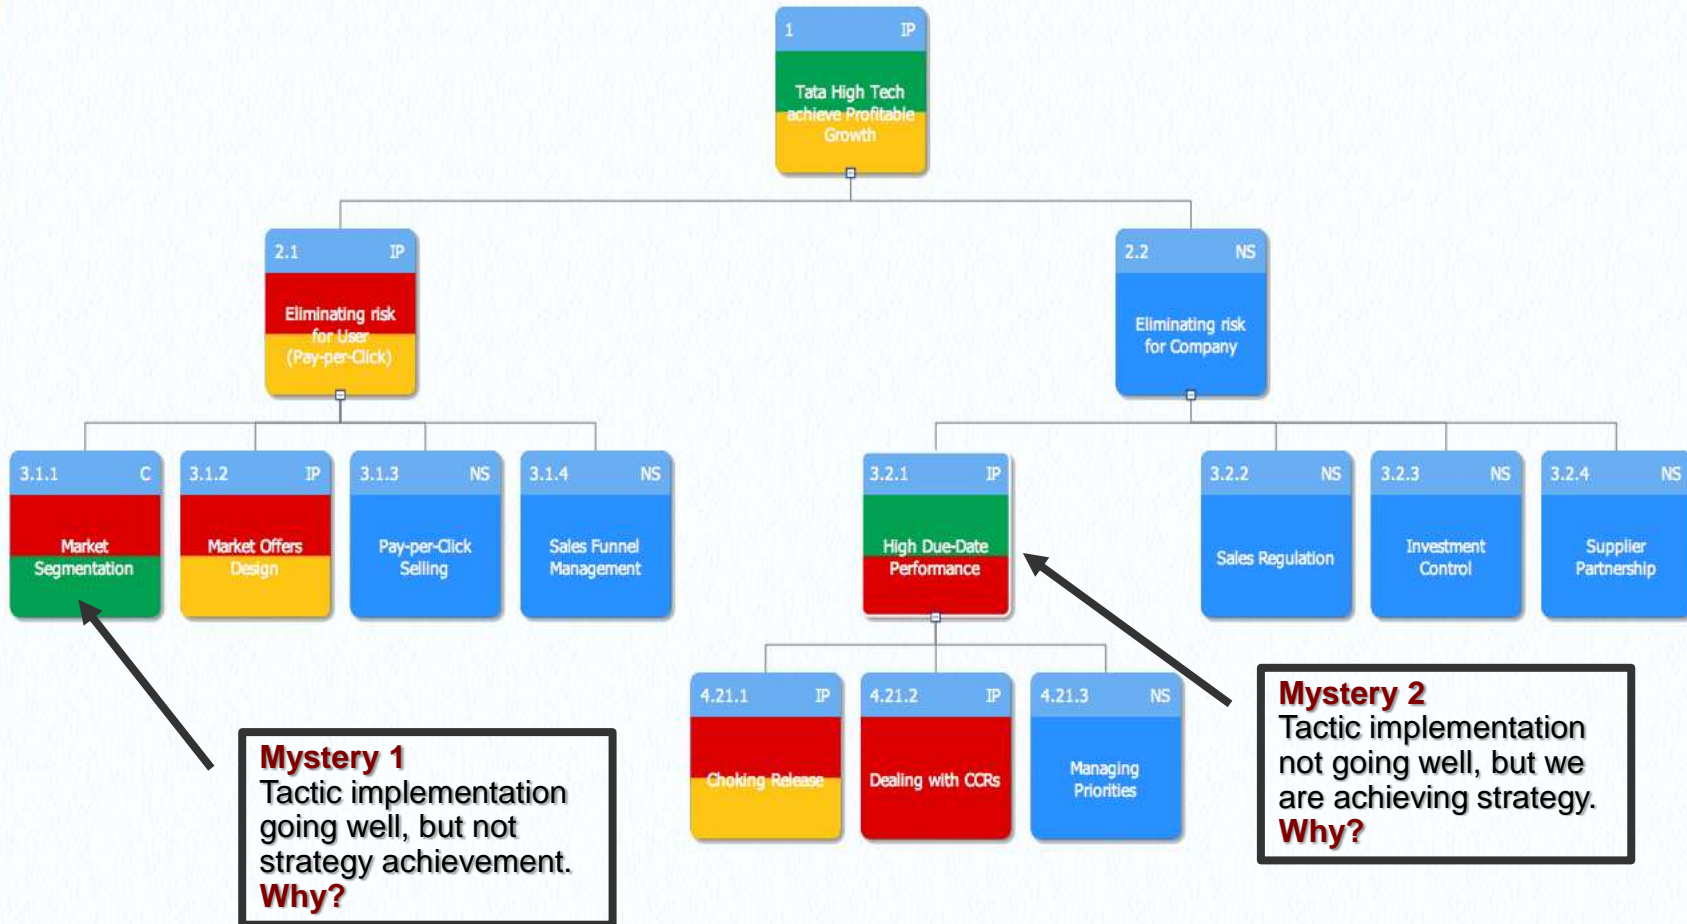 1 IP
Tata High Tech
achieve Profitable
Growth
2.1 IP
Eliminating risk
for User
(Pay-per-Click)
2.2 NS
Eliminating risk
for Company
3.1.1 C
Market
Segmentation
3.1.2 IP
Market Offers
Design
3.1.3 NS
Pay-per-Click
Selling
3.1.4 NS
Sales Funnel
Management
3.2.1 IP
High Due-Date
Performance
3.2.2 NS
Sales Regulation
3.2.3 NS
Investment
Control
3.2.4 NS
Supplier
Partnership
4.21.1 IP
Choking Release
4.21.2 IP
Dealing with CCRs
4.21.3 NS
Managing
Priorities
Mystery 1
Tactic implementation
going well, but not
strategy achievement.
Why?
Mystery 2
Tactic implementation
not going well, but we
are achieving strategy.
Why?